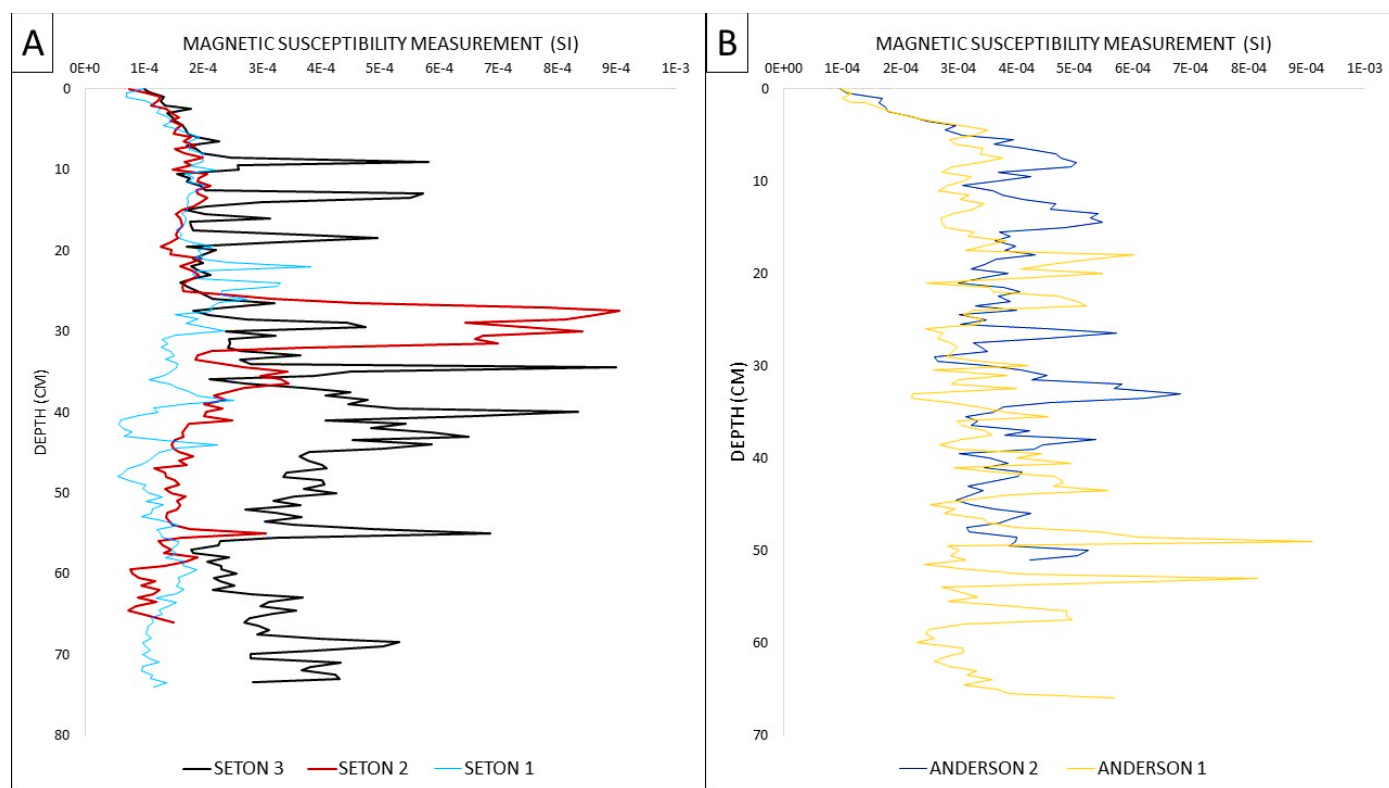 A
MAGNETIC SUSCEPTIBILITY MEASUREMENT (SI)
0E+0 1E-4 2E-4 3E-4 4E-4 5E-4 6E-4 7E-4 8E-4 9E-4 1E-3
0
10
20
30
40
50
60
70
80
DEPTH (CM)
SETON 3 SETON 2 SETON 1
B
MAGNETIC SUSCEPTIBILITY MEASUREMENT (SI)
0E+00 1E-04 2E-04 3E-04 4E-04 5E-04 6E-04 7E-04 8E-04 9E-04 1E-03
0
10
20
30
40
50
60
70
DEPTH (CM)
ANDERSON 2 ANDERSON 1